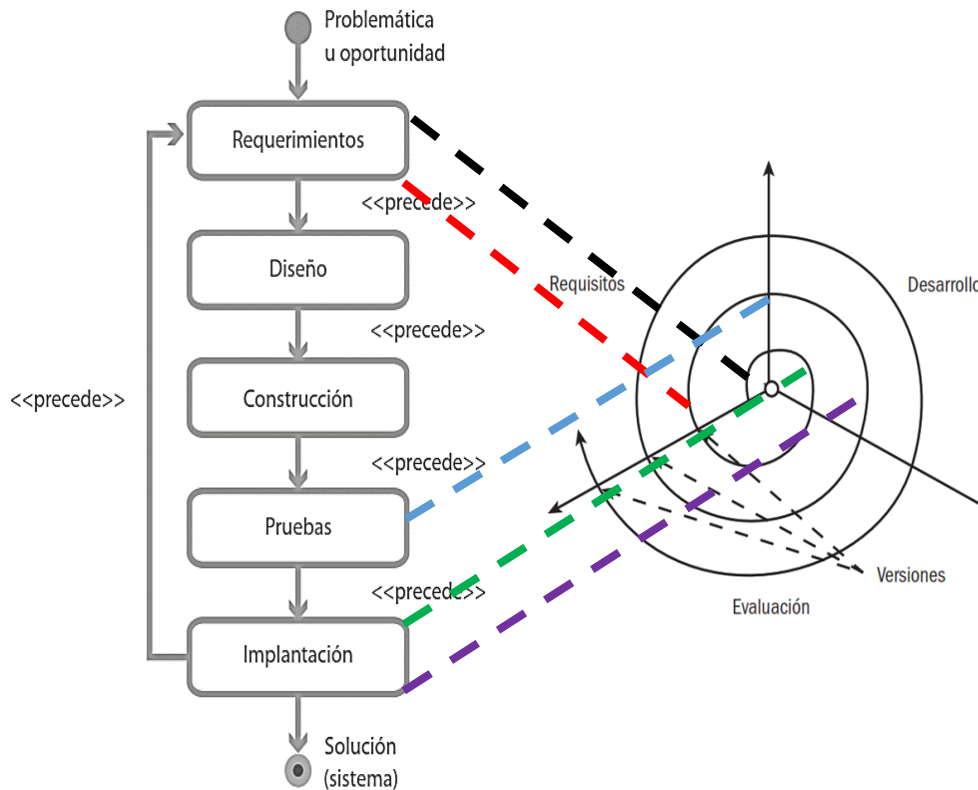 Problemática
u oportunidad
Requerimientos
<<precede>>
Diseño
<<precede>>
Construcción
<<precede>>
<<precede>>
Pruebas
<<precede>>
Implantación
Solución
(sistema)
Requisitos
Desarrollo
Versiones
Evaluación